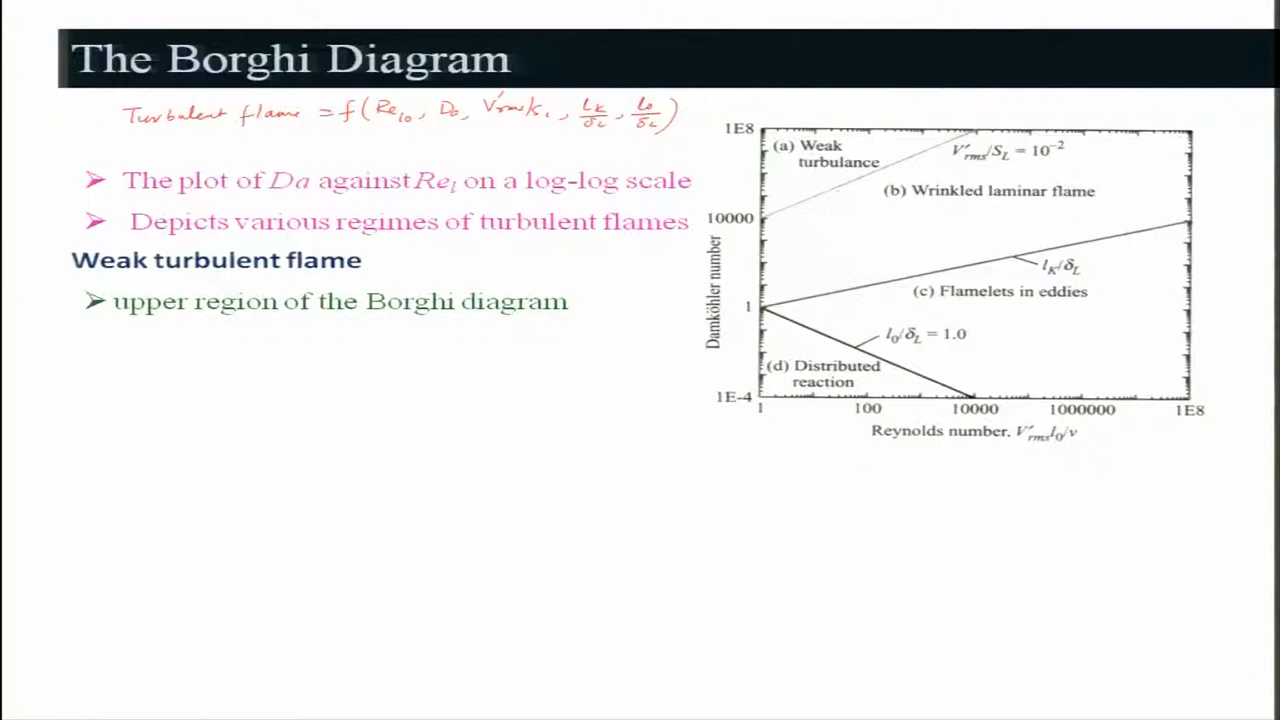 The Borghi Diagram
Turbulent flame = f(Re_l0, Da, V'rms/S_L, l_K/δ_L, l_0/δ_L)
➢ The plot of Da against Re_l on a log-log scale
➢ Depicts various regimes of turbulent flames
Weak turbulent flame
➢ upper region of the Borghi diagram
1E8
(a) Weak
turbulance
V'rms/S_L = 10⁻²
(b) Wrinkled laminar flame
10000
l_K/δ_L
(c) Flamelets in eddies
1
l_0/δ_L = 1.0
(d) Distributed
reaction
1E-4
Damköhler number
1 100 10000 1000000 1E8
Reynolds number, V'rms l_0/ν